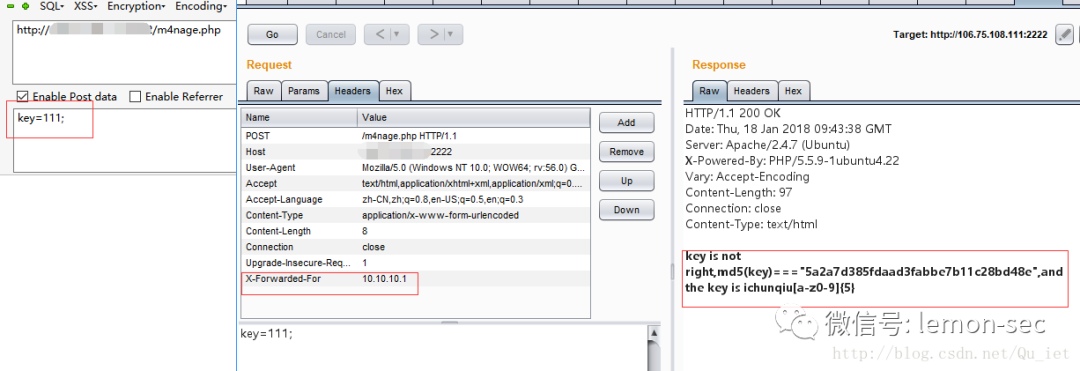 SQL▾ XSS▾ Encryption▾ Encoding▾
http:// /m4nage.php
Enable Post data Enable Referrer
key=111;
Go Cancel < ▾ > ▾
Target: http://106.75.108.111:2222
Request
Raw Params Headers Hex
Name Value
POST /m4nage.php HTTP/1.1
Host 2222
User-Agent Mozilla/5.0 (Windows NT 10.0; WOW64; rv:56.0) G...
Accept text/html,application/xhtml+xml,application/xml;q=0....
Accept-Language zh-CN,zh;q=0.8,en-US;q=0.5,en;q=0.3
Content-Type application/x-www-form-urlencoded
Content-Length 8
Connection close
Upgrade-Insecure-Req... 1
X-Forwarded-For 10.10.10.1
Add
Remove
Up
Down
key=111;
Response
Raw Headers Hex
HTTP/1.1 200 OK
Date: Thu, 18 Jan 2018 09:43:38 GMT
Server: Apache/2.4.7 (Ubuntu)
X-Powered-By: PHP/5.5.9-1ubuntu4.22
Vary: Accept-Encoding
Content-Length: 97
Connection: close
Content-Type: text/html
key is not
right,md5(key)==="5a2a7d385fdaad3fabbe7b11c28bd48e",and
the key is ichunqiu[a-z0-9]{5}
微信号: lemon-sec
http://blog.csdn.net/Qu_iet